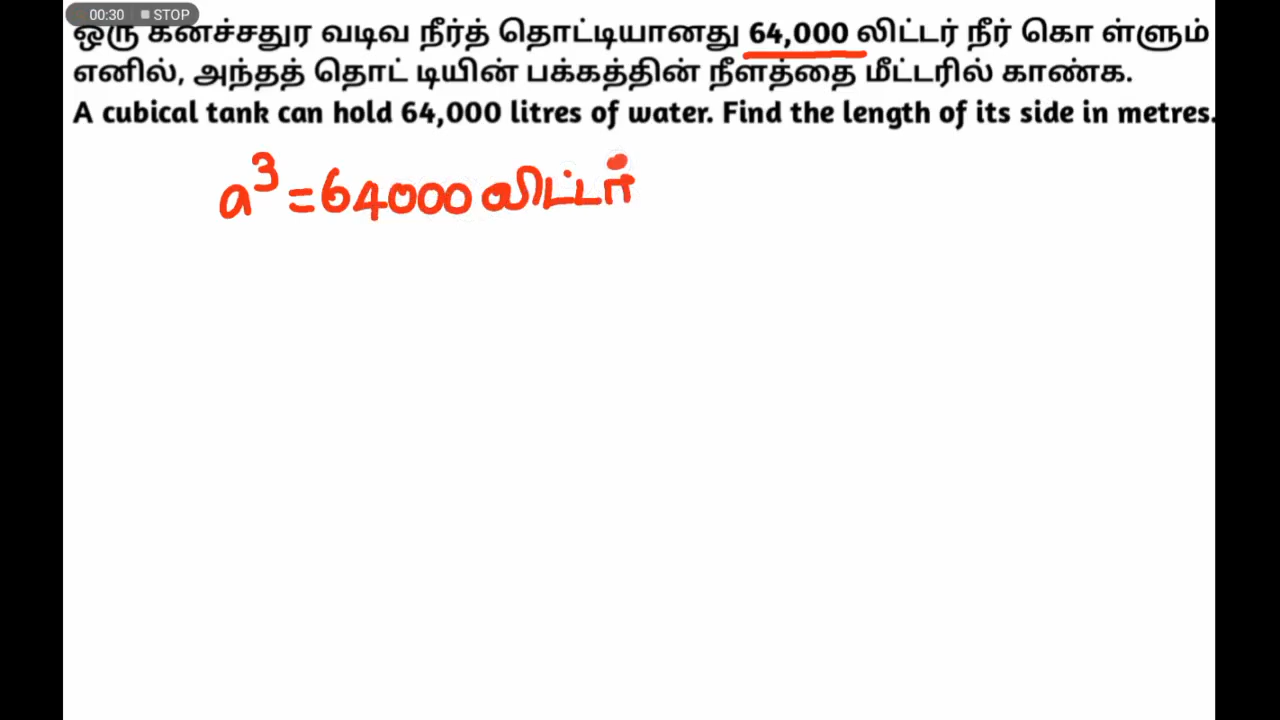 00:30 STOP
ஒரு கனச்சதுர வடிவ நீர்த் தொட்டியானது 64,000 லிட்டர் நீர் கொ ள்ளும்
எனில், அந்தத் தொட் டியின் பக்கத்தின் நீளத்தை மீட்டரில் காண்க.
A cubical tank can hold 64,000 litres of water. Find the length of its side in metres.
a³ = 64000 லிட்டர்